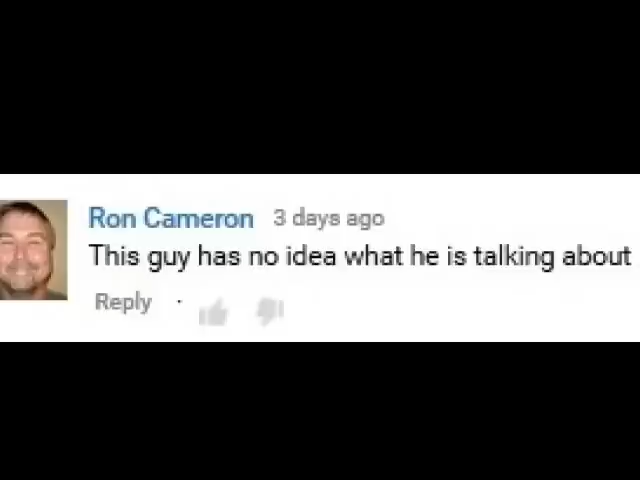 Ron Cameron 3 days ago
This guy has no idea what he is talking about
Reply ·